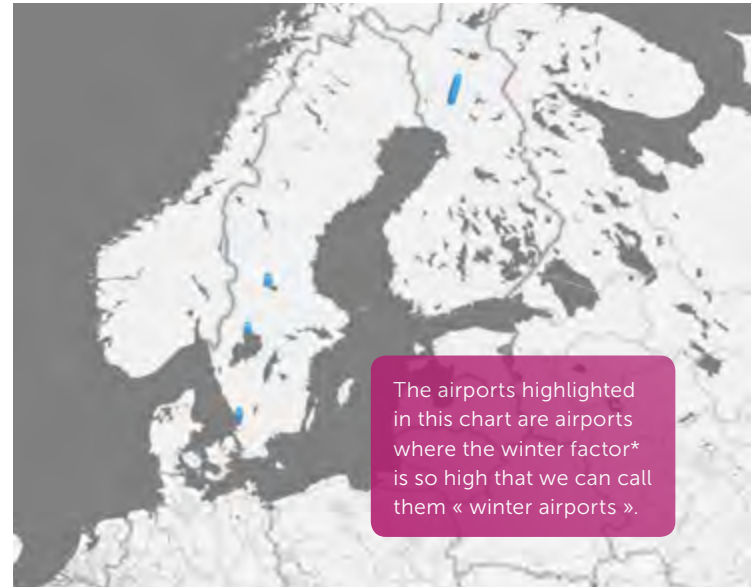 The airports highlighted
in this chart are airports
where the winter factor*
is so high that we can call
them « winter airports ».